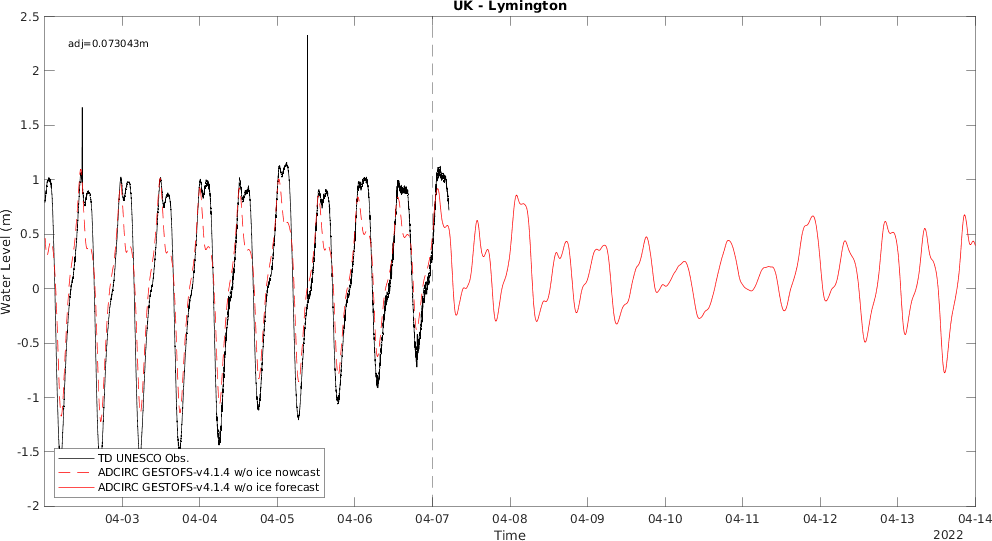 UK - Lymington
adj=0.073043m
2.5
2
1.5
1
0.5
0
-0.5
-1
-1.5
-2
Water Level (m)
TD UNESCO Obs.
ADCIRC GESTOFS-v4.1.4 w/o ice nowcast
ADCIRC GESTOFS-v4.1.4 w/o ice forecast
04-03 04-04 04-05 04-06 04-07 04-08 04-09 04-10 04-11 04-12 04-13 04-14
Time
2022